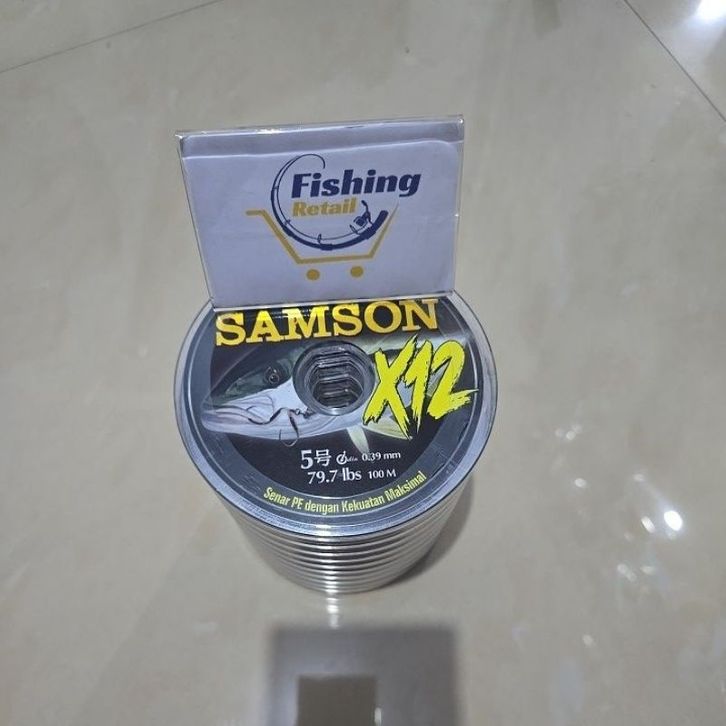 Fishing
Retail
SAMSON
X12
5号 dia 0.39 mm
79.7 lbs 100 M
Senar PE dengan Kekuatan Maksimal